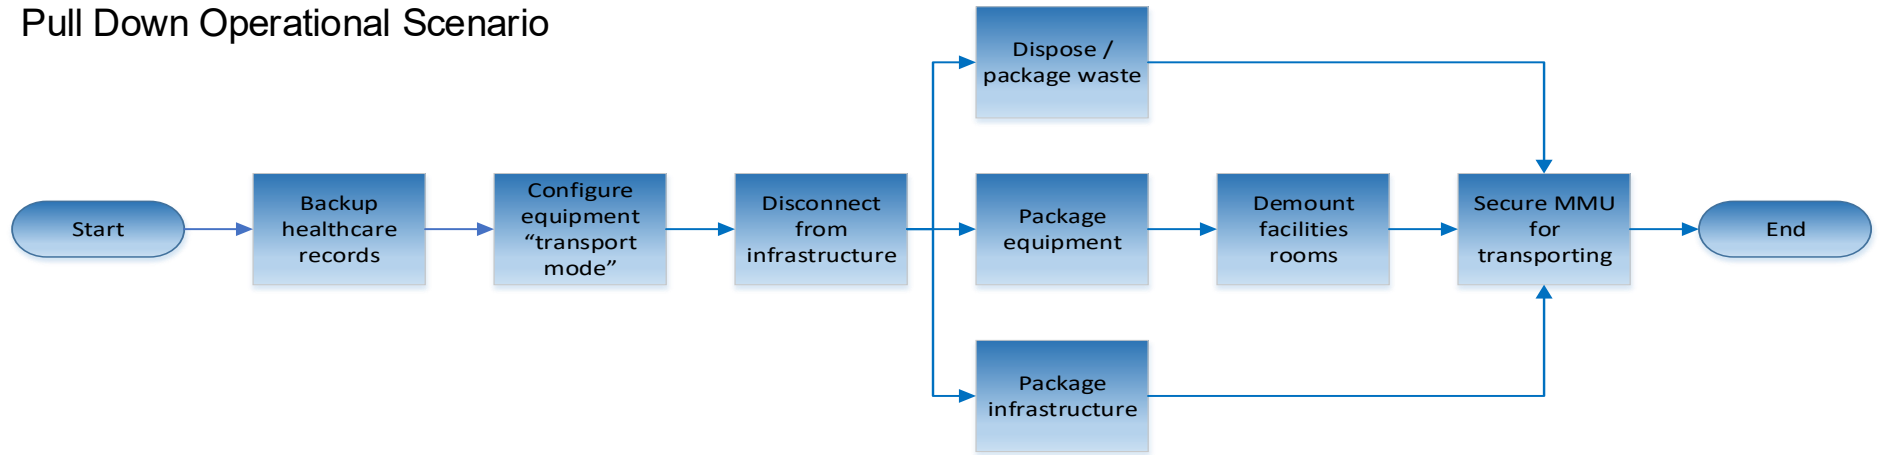 Pull Down Operational Scenario
Start
Backup
healthcare
records
Configure
equipment
“transport
mode”
Disconnect
from
infrastructure
Dispose /
package waste
Package
equipment
Demount
facilities
rooms
Package
infrastructure
Secure MMU
for
transporting
End